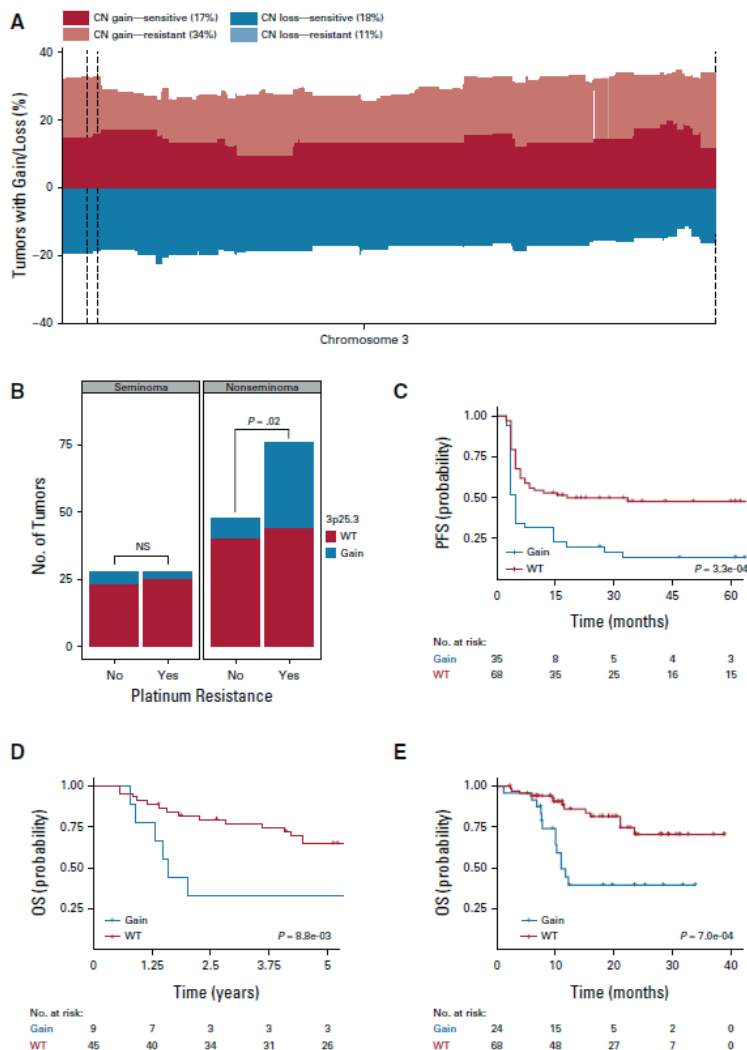 A
CN gain—sensitive (17%) CN loss—sensitive (18%)
CN gain—resistant (34%) CN loss—resistant (11%)
Tumors with Gain/Loss (%)
40
20
0
−20
−40
Chromosome 3
B
Seminoma Nonseminoma
No. of Tumors
75
50
25
0
NS
P = .02
3p25.3
WT
Gain
No Yes No Yes
Platinum Resistance
C
PFS (probability)
1.00
0.75
0.50
0.25
Gain
WT
P = 3.3e-04
0 15 30 45 60
Time (months)
No. at risk:
Gain 35 8 5 4 3
WT 68 35 25 16 15
D
OS (probability)
1.00
0.75
0.50
0.25
Gain
WT
P = 8.8e-03
0 1.25 2.5 3.75 5
Time (years)
No. at risk:
Gain 9 7 3 3 3
WT 45 40 34 31 26
E
OS (probability)
1.00
0.75
0.50
0.25
Gain
WT
P = 7.0e-04
0 10 20 30 40
Time (months)
No. at risk:
Gain 24 15 5 2 0
WT 68 48 27 7 0